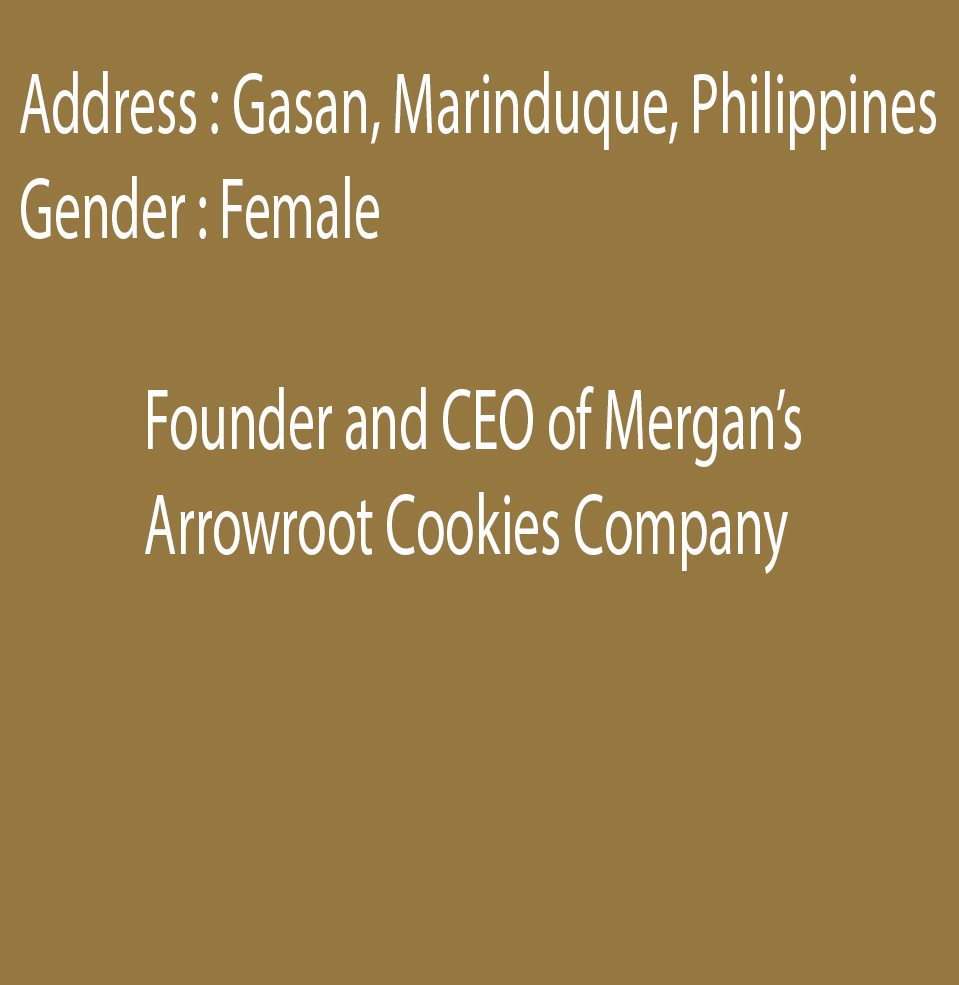 Address : Gasan, Marinduque, Philippines
Gender : Female
Founder and CEO of Mergan’s
Arrowroot Cookies Company